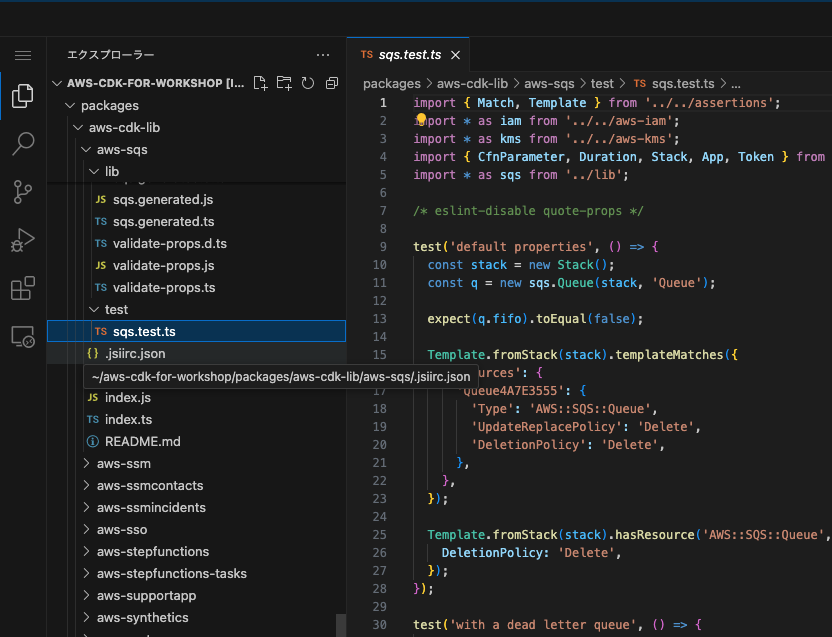 エクスプローラー
AWS-CDK-FOR-WORKSHOP [I...
packages
aws-cdk-lib
aws-sqs
lib
JS sqs.generated.js
TS sqs.generated.ts
TS validate-props.d.ts
JS validate-props.js
TS validate-props.ts
test
TS sqs.test.ts
{} .jsiirc.json
~/aws-cdk-for-workshop/packages/aws-cdk-lib/aws-sqs/.jsiirc.json
JS index.js
TS index.ts
README.md
aws-ssm
aws-ssmcontacts
aws-ssmincidents
aws-sso
aws-stepfunctions
aws-stepfunctions-tasks
aws-supportapp
aws-synthetics
TS sqs.test.ts
packages > aws-cdk-lib > aws-sqs > test > TS sqs.test.ts > ...
1 import { Match, Template } from '../../assertions';
2 import * as iam from '../../aws-iam';
3 import * as kms from '../../aws-kms';
4 import { CfnParameter, Duration, Stack, App, Token } from
5 import * as sqs from '../lib';
6
7 /* eslint-disable quote-props */
8
9 test('default properties', () => {
10 const stack = new Stack();
11 const q = new sqs.Queue(stack, 'Queue');
12
13 expect(q.fifo).toEqual(false);
14
15 Template.fromStack(stack).templateMatches({
urces': {
17 'Queue4A7E3555': {
18 'Type': 'AWS::SQS::Queue',
19 'UpdateReplacePolicy': 'Delete',
20 'DeletionPolicy': 'Delete',
21 },
22 },
23 });
24
25 Template.fromStack(stack).hasResource('AWS::SQS::Queue',
26 DeletionPolicy: 'Delete',
27 });
28 });
29
30 test('with a dead letter queue', () => {